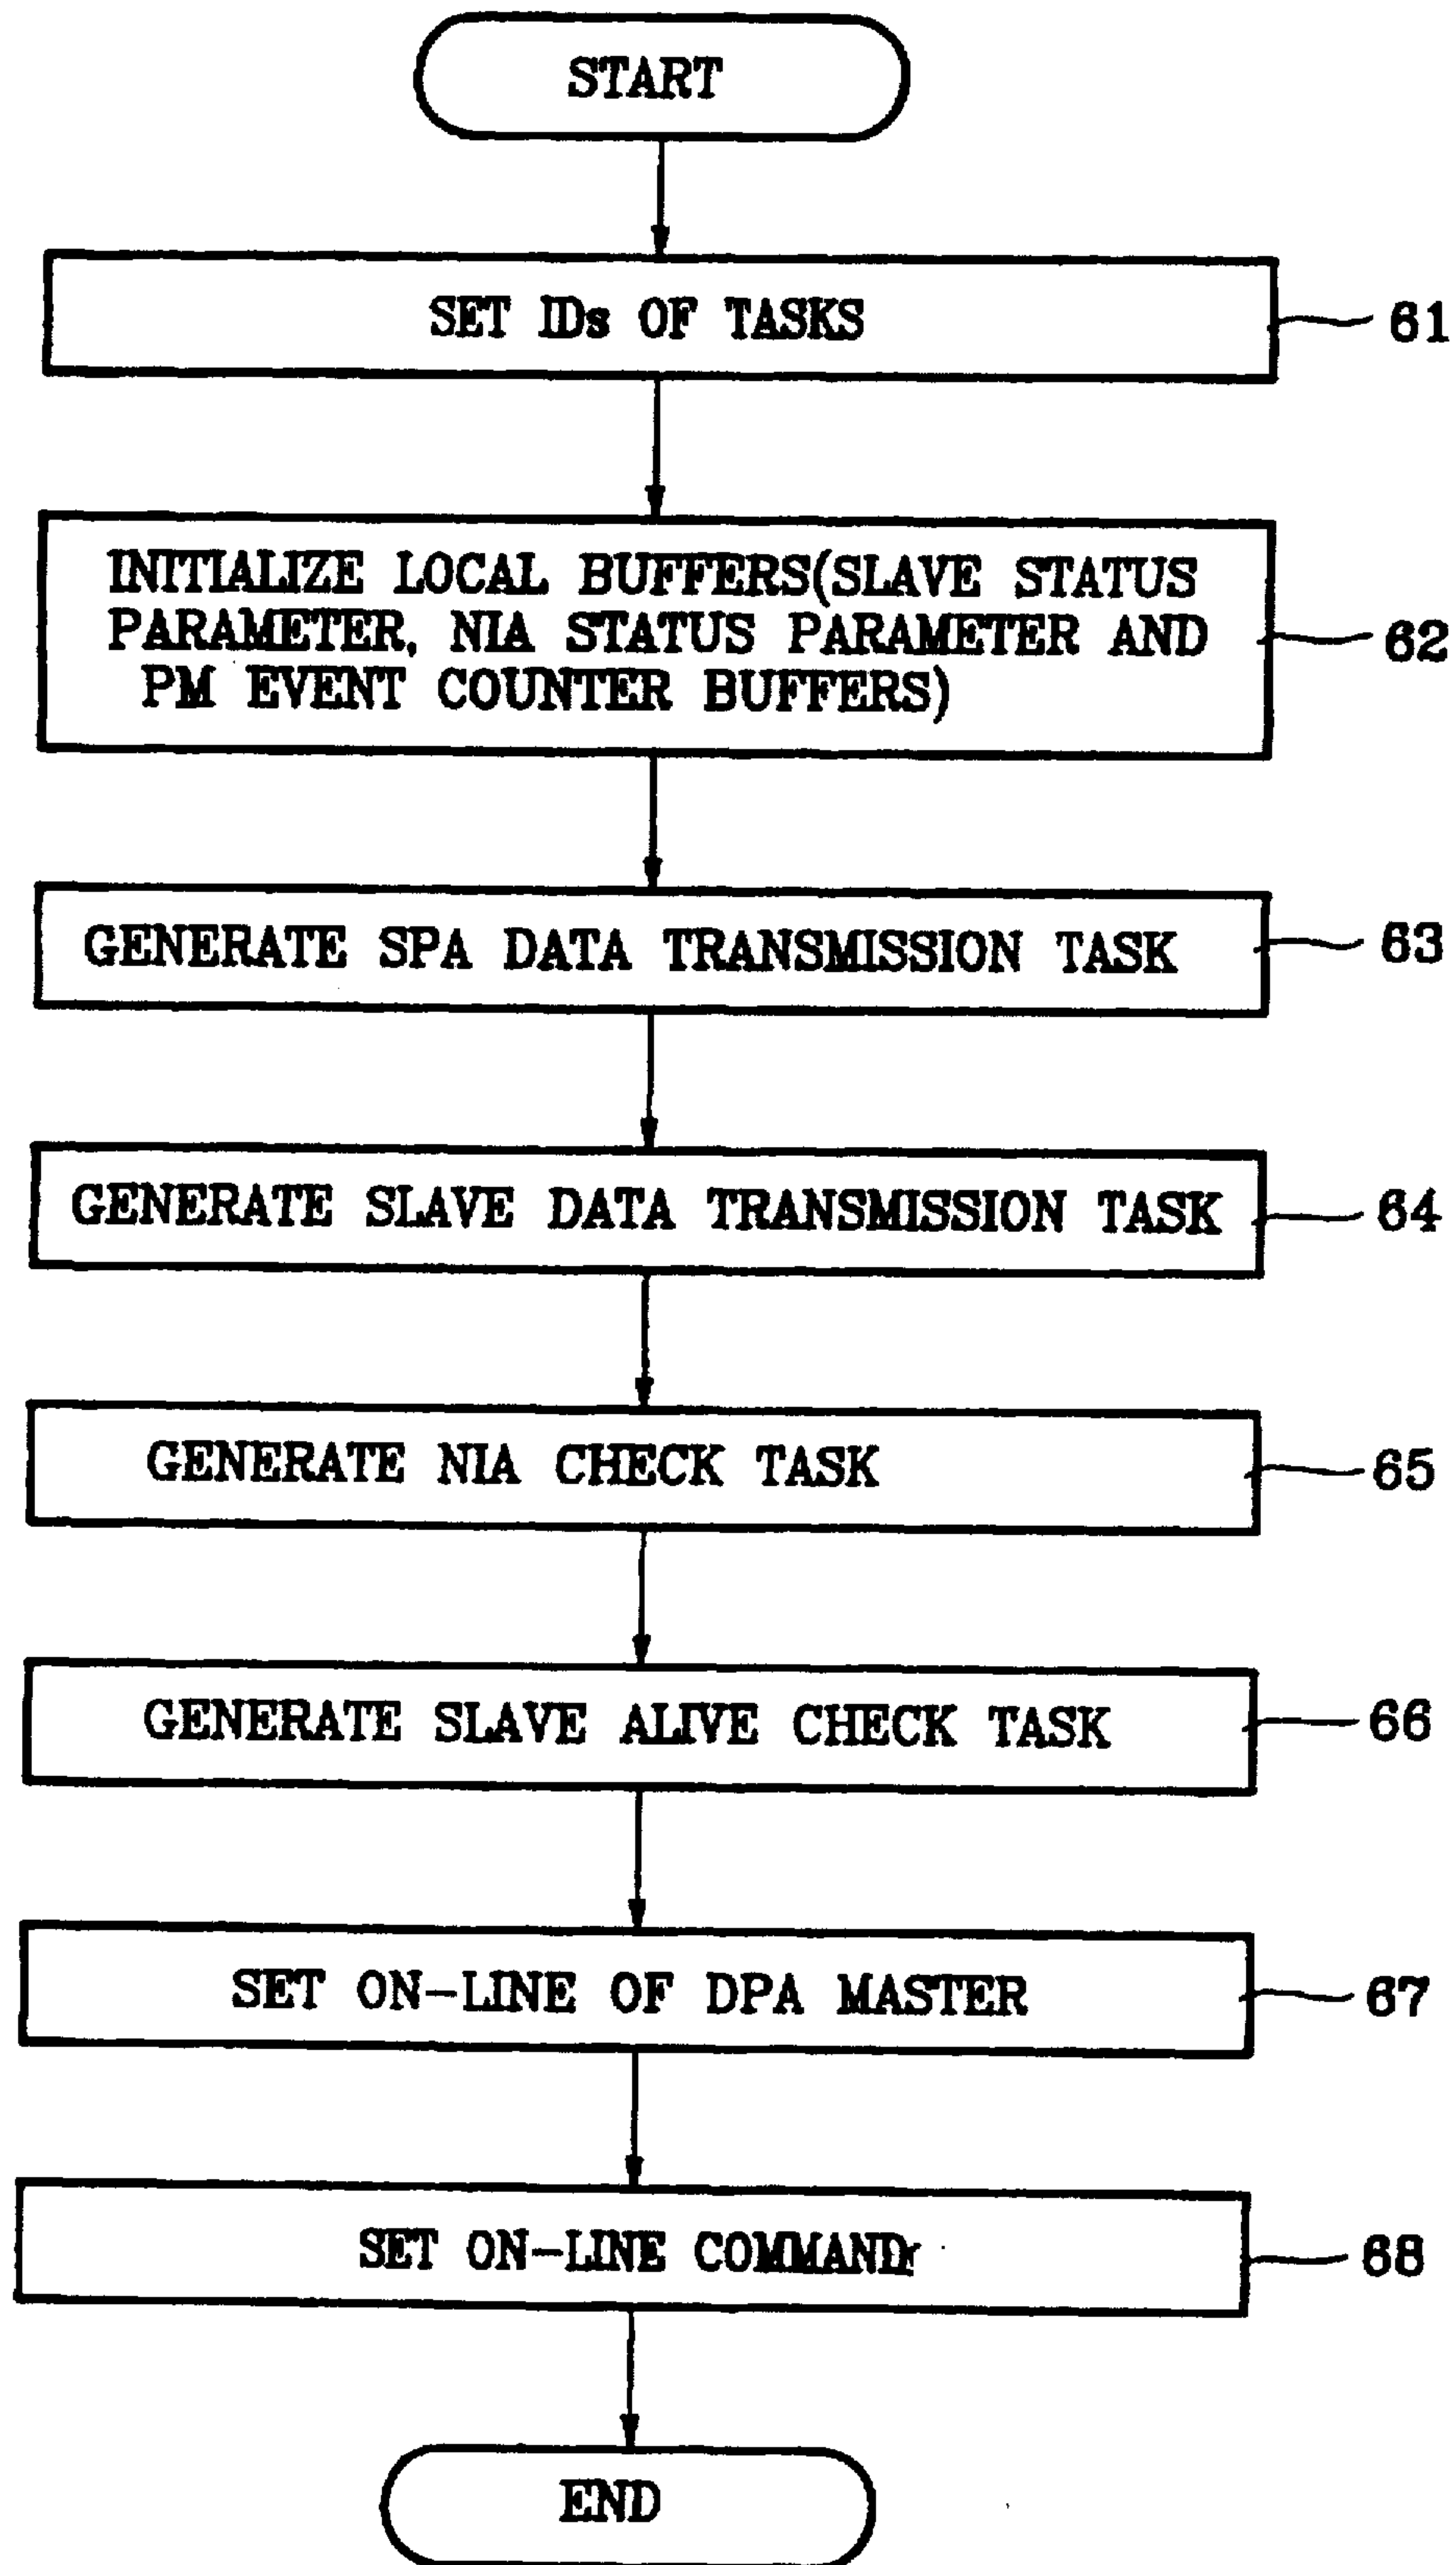 START
SET IDs OF TASKS
61
INITIALIZE LOCAL BUFFERS(SLAVE STATUS
PARAMETER, NIA STATUS PARAMETER AND
PM EVENT COUNTER BUFFERS)
62
GENERATE SPA DATA TRANSMISSION TASK
63
GENERATE SLAVE DATA TRANSMISSION TASK
64
GENERATE NIA CHECK TASK
65
GENERATE SLAVE ALIVE CHECK TASK
66
SET ON-LINE OF DPA MASTER
67
SET ON-LINE COMMAND
68
END